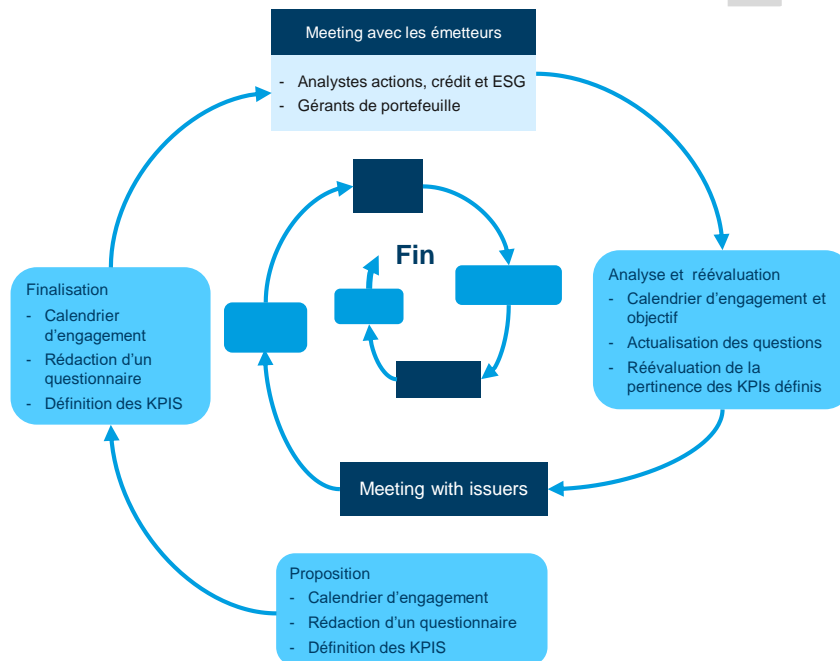 Meeting avec les émetteurs
- Analystes actions, crédit et ESG
- Gérants de portefeuille
Fin
Finalisation
- Calendrier
d'engagement
- Rédaction d'un
questionnaire
- Définition des KPIS
Analyse et réévaluation
- Calendrier d'engagement et
objectif
- Actualisation des questions
- Réévaluation de la
pertinence des KPIs définis
Meeting with issuers
Proposition
- Calendrier d'engagement
- Rédaction d'un questionnaire
- Définition des KPIS